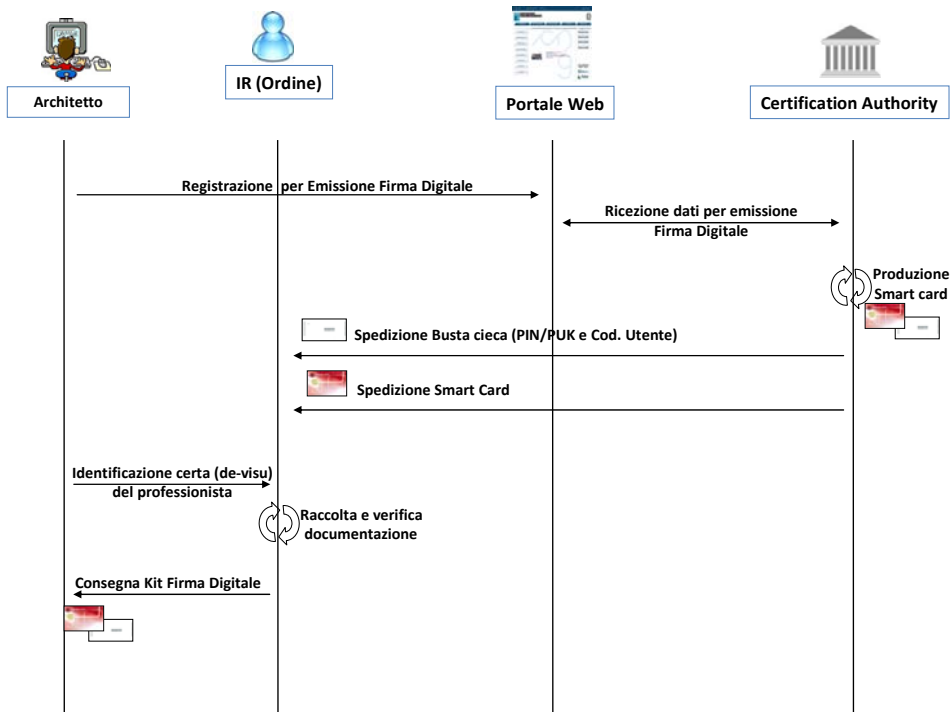 Architetto
IR (Ordine)
Portale Web
Certification Authority
Registrazione per Emissione Firma Digitale
Ricezione dati per emissione
Firma Digitale
Produzione
Smart card
Spedizione Busta cieca (PIN/PUK e Cod. Utente)
Spedizione Smart Card
Identificazione certa (de-visu)
del professionista
Raccolta e verifica
documentazione
Consegna Kit Firma Digitale